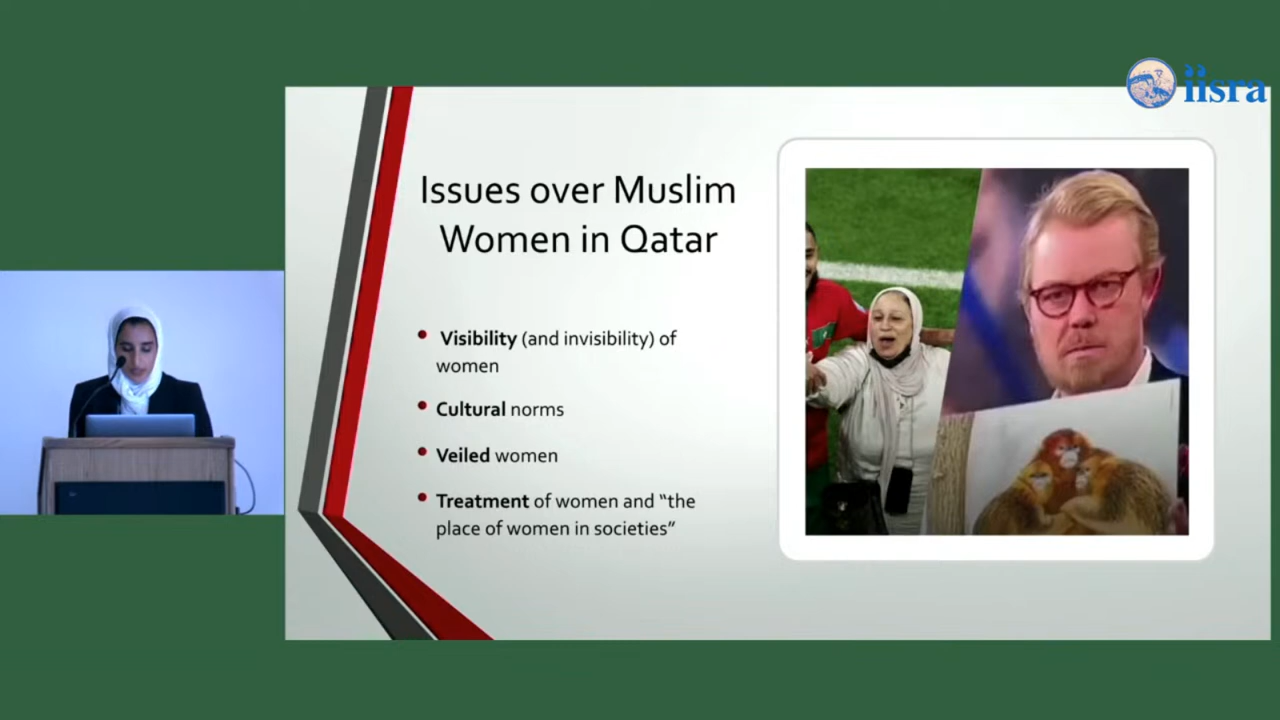 iisra
Issues over Muslim
Women in Qatar
• Visibility (and invisibility) of
women
• Cultural norms
• Veiled women
• Treatment of women and “the
place of women in societies”